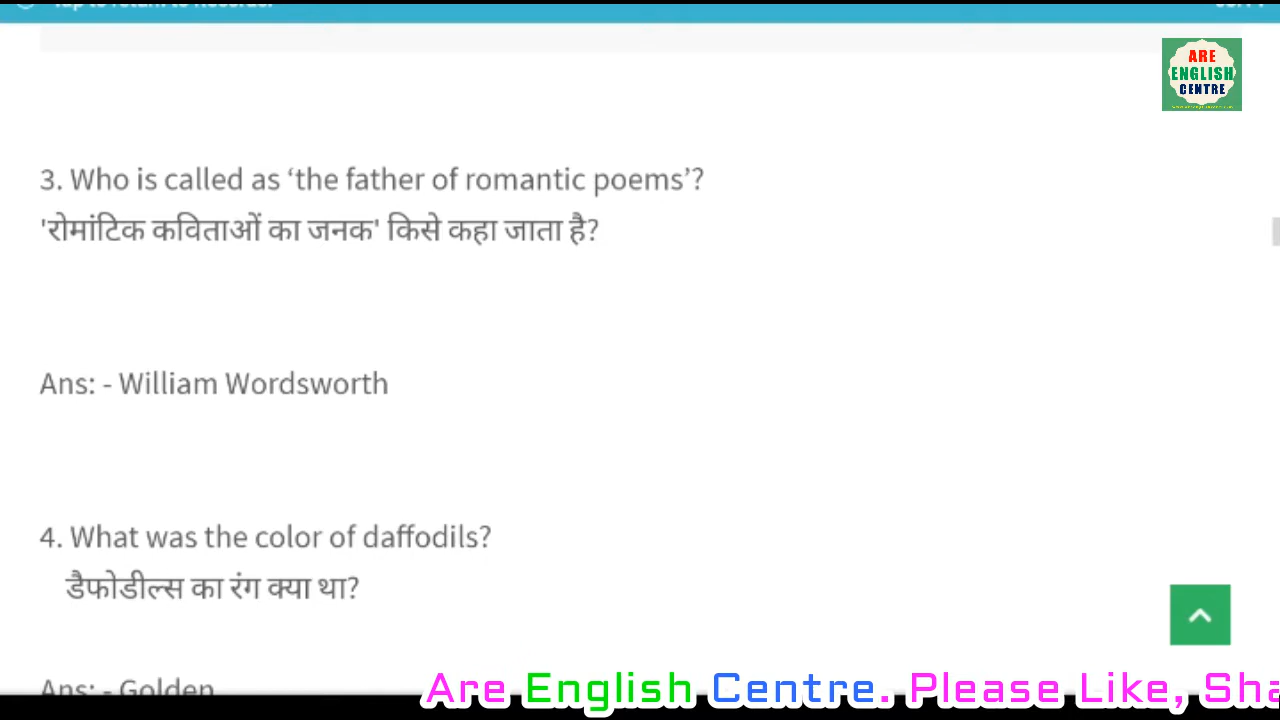 ARE
ENGLISH
CENTRE
3. Who is called as ‘the father of romantic poems’?
'रोमांटिक कविताओं का जनक' किसे कहा जाता है?
Ans: - William Wordsworth
4. What was the color of daffodils?
डैफोडील्स का रंग क्या था?
Ans: - Golden
Are English Centre. Please Like, Sha